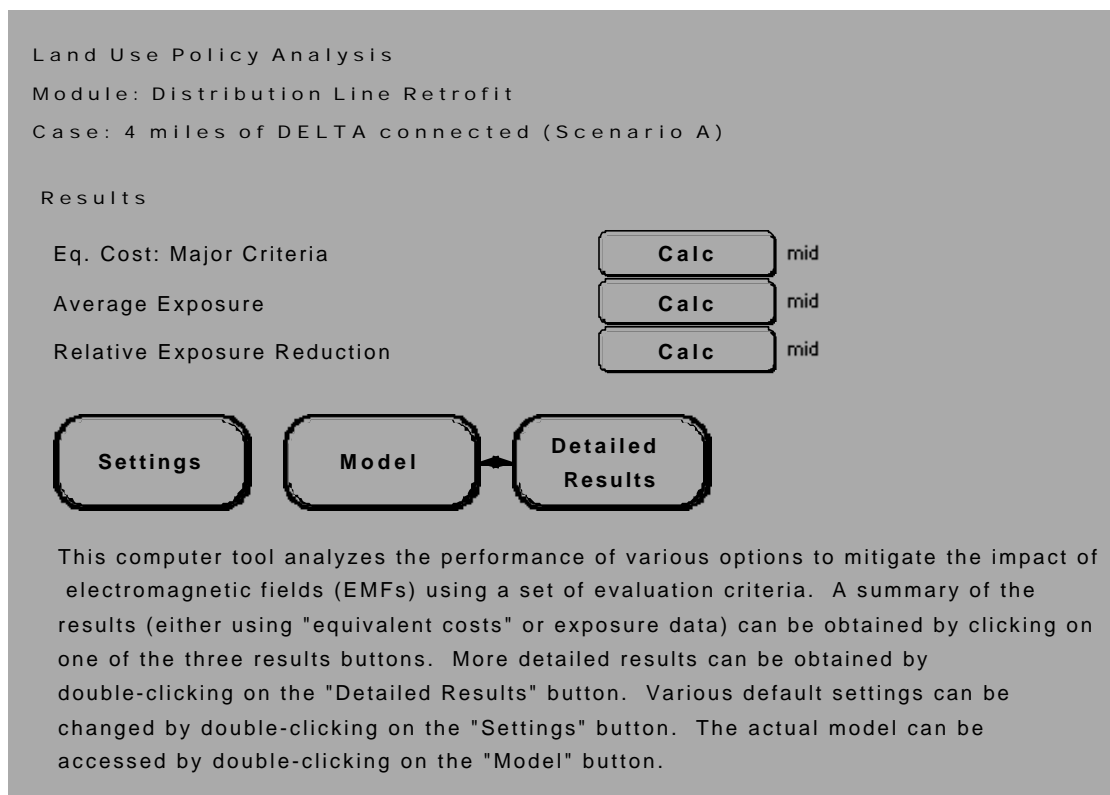 Land Use Policy Analysis
Module: Distribution Line Retrofit
Case: 4 miles of DELTA connected (Scenario A)
Results
Eq. Cost: Major Criteria Calc mid
Average Exposure Calc mid
Relative Exposure Reduction Calc mid
Settings Model Detailed Results
This computer tool analyzes the performance of various options to mitigate the impact of
electromagnetic fields (EMFs) using a set of evaluation criteria. A summary of the
results (either using "equivalent costs" or exposure data) can be obtained by clicking on
one of the three results buttons. More detailed results can be obtained by
double-clicking on the "Detailed Results" button. Various default settings can be
changed by double-clicking on the "Settings" button. The actual model can be
accessed by double-clicking on the "Model" button.